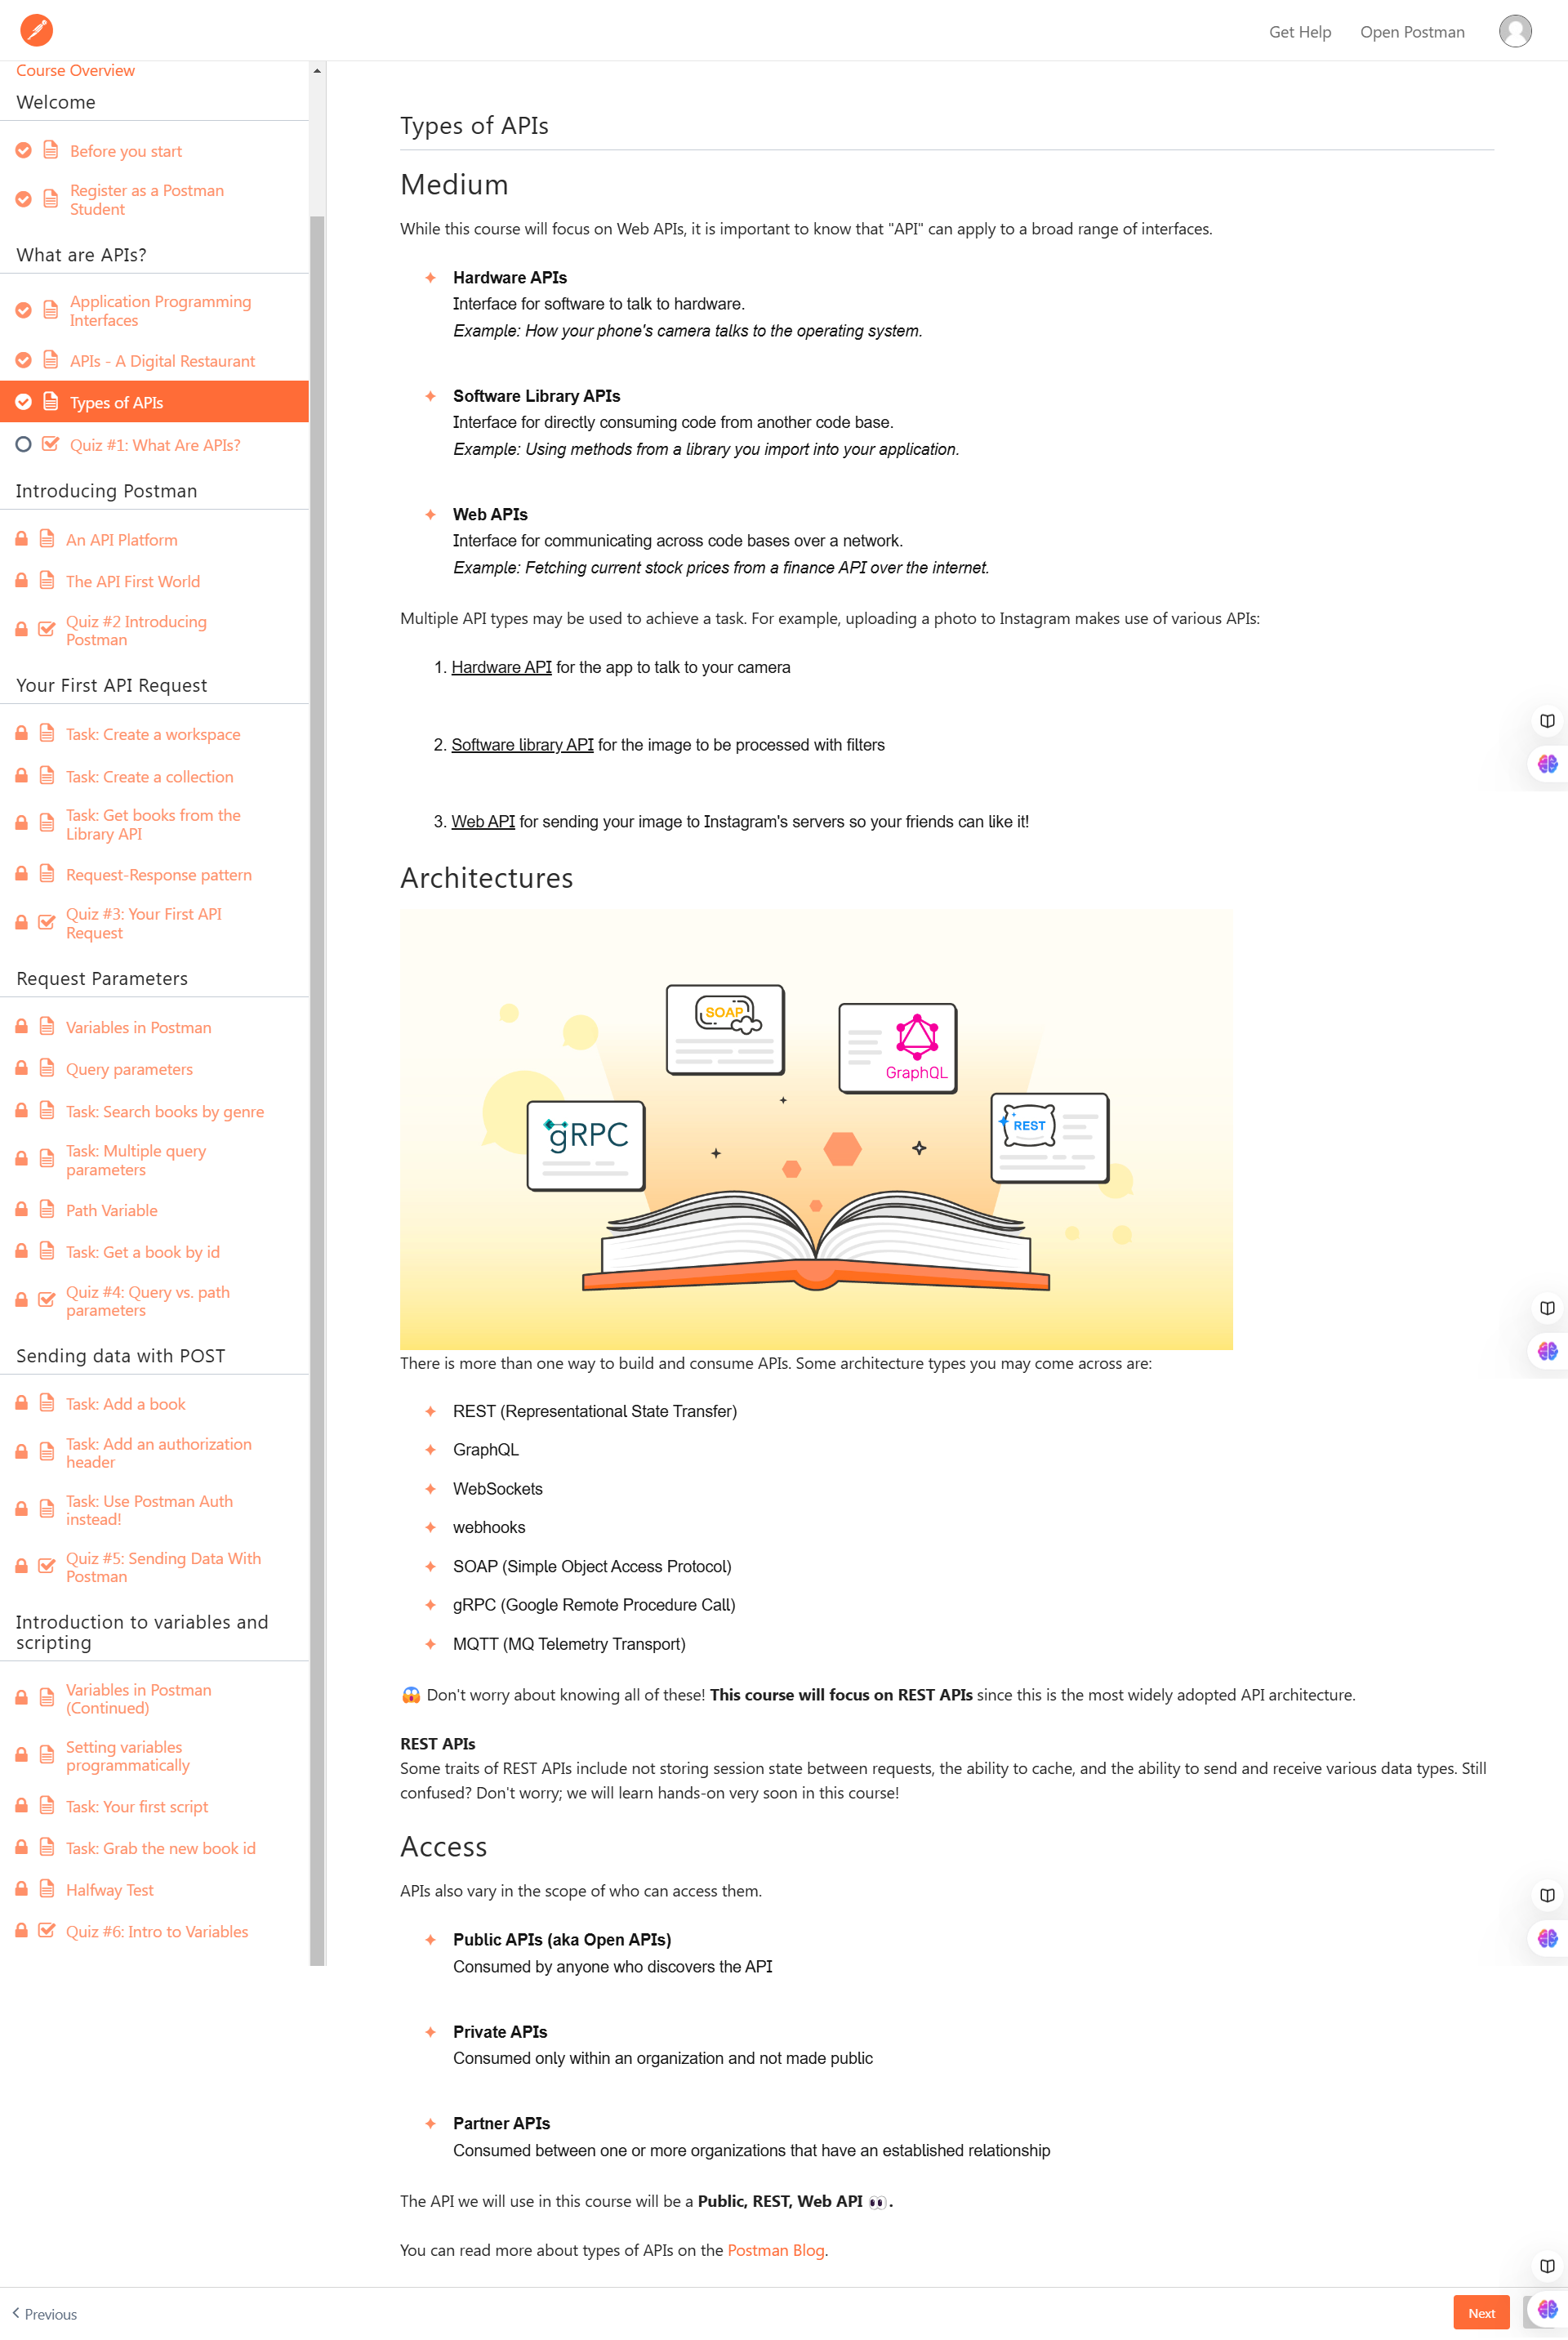 Get Help
Open Postman
Course Overview
Welcome
Before you start
Register as a Postman
Student
What are APIs?
Application Programming
Interfaces
APIs - A Digital Restaurant
Types of APIs
Quiz #1: What Are APIs?
Introducing Postman
An API Platform
The API First World
Quiz #2 Introducing
Postman
Your First API Request
Task: Create a workspace
Task: Create a collection
Task: Get books from the
Library API
Request-Response pattern
Quiz #3: Your First API
Request
Request Parameters
Variables in Postman
Query parameters
Task: Search books by genre
Task: Multiple query
parameters
Path Variable
Task: Get a book by id
Quiz #4: Query vs. path
parameters
Sending data with POST
Task: Add a book
Task: Add an authorization
header
Task: Use Postman Auth
instead!
Quiz #5: Sending Data With
Postman
Introduction to variables and
scripting
Variables in Postman
(Continued)
Setting variables
programmatically
Task: Your first script
Task: Grab the new book id
Halfway Test
Quiz #6: Intro to Variables
Types of APIs
Medium
While this course will focus on Web APIs, it is important to know that "API" can apply to a broad range of interfaces.
Hardware APIs
Interface for software to talk to hardware.
Example: How your phone's camera talks to the operating system.
Software Library APIs
Interface for directly consuming code from another code base.
Example: Using methods from a library you import into your application.
Web APIs
Interface for communicating across code bases over a network.
Example: Fetching current stock prices from a finance API over the internet.
Multiple API types may be used to achieve a task. For example, uploading a photo to Instagram makes use of various APIs:
1. Hardware API for the app to talk to your camera
2. Software library API for the image to be processed with filters
3. Web API for sending your image to Instagram's servers so your friends can like it!
Architectures
SOAP
GraphQL
gRPC
REST
There is more than one way to build and consume APIs. Some architecture types you may come across are:
REST (Representational State Transfer)
GraphQL
WebSockets
webhooks
SOAP (Simple Object Access Protocol)
gRPC (Google Remote Procedure Call)
MQTT (MQ Telemetry Transport)
😱 Don't worry about knowing all of these! This course will focus on REST APIs since this is the most widely adopted API architecture.
REST APIs
Some traits of REST APIs include not storing session state between requests, the ability to cache, and the ability to send and receive various data types. Still
confused? Don't worry; we will learn hands-on very soon in this course!
Access
APIs also vary in the scope of who can access them.
Public APIs (aka Open APIs)
Consumed by anyone who discovers the API
Private APIs
Consumed only within an organization and not made public
Partner APIs
Consumed between one or more organizations that have an established relationship
The API we will use in this course will be a Public, REST, Web API 👀.
You can read more about types of APIs on the Postman Blog.
Previous
Next